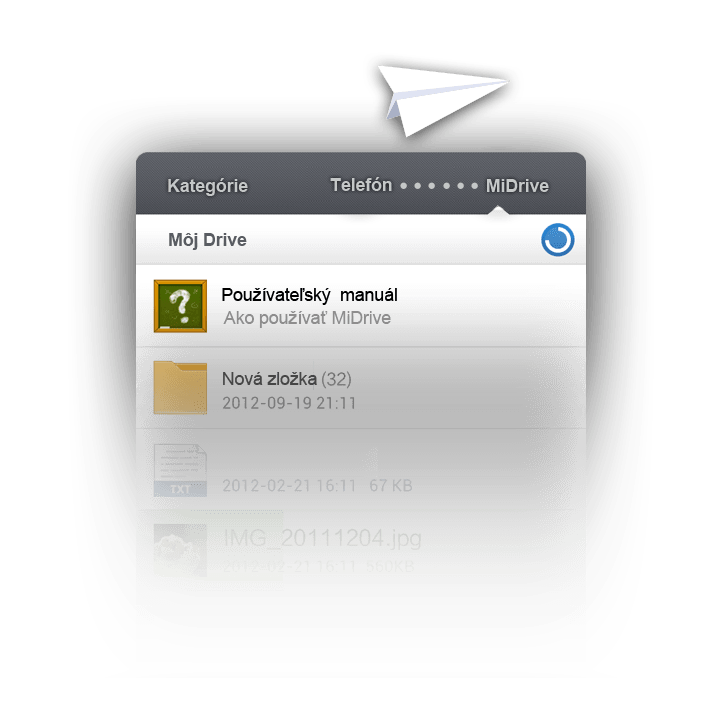 Kategórie Telefón MiDrive
Môj Drive
Používateľský manuál
Ako používať MiDrive
Nová zložka (32)
2012-09-19 21:11
TXT
2012-02-21 16:11 67 KB
IMG_20111204.jpg
2012-02-21 16:11 560KB